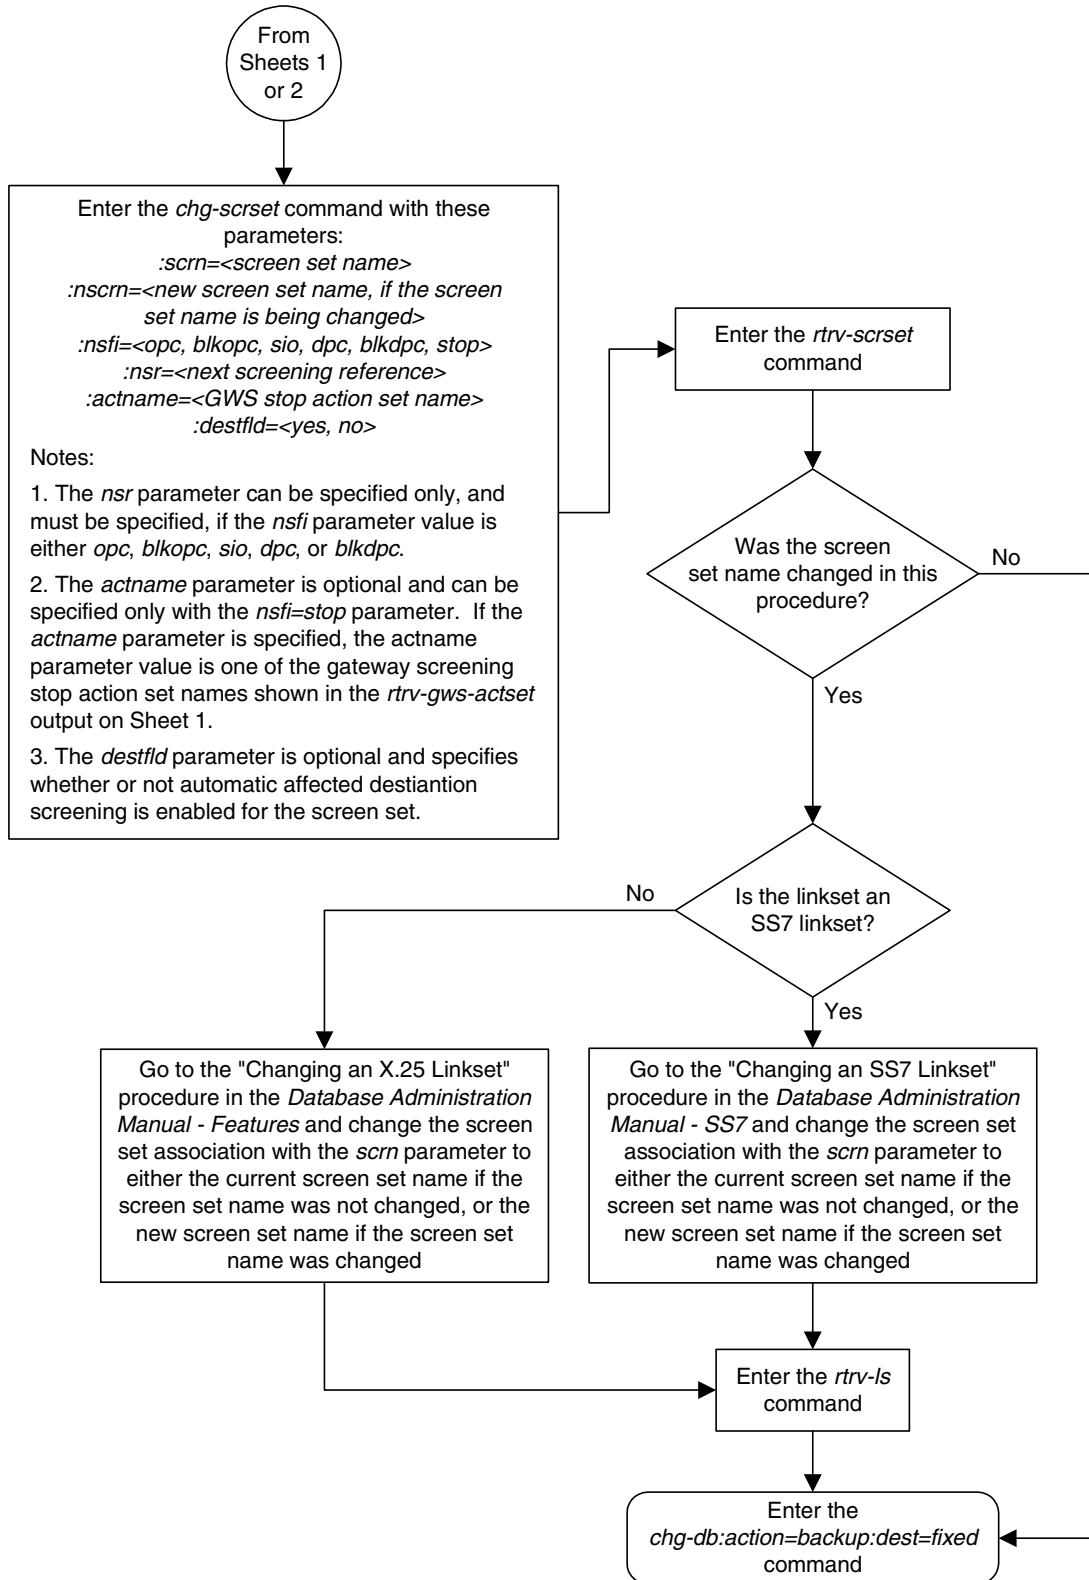 From
Sheets 1
or 2
Enter the chg-scrset command with these
parameters:
:scrn=<screen set name>
:nscrn=<new screen set name, if the screen
set name is being changed>
:nsfi=<opc, blkopc, sio, dpc, blkdpc, stop>
:nsr=<next screening reference>
:actname=<GWS stop action set name>
:destfld=<yes, no>
Notes:
1. The nsr parameter can be specified only, and
must be specified, if the nsfi parameter value is
either opc, blkopc, sio, dpc, or blkdpc.
2. The actname parameter is optional and can be
specified only with the nsfi=stop parameter.  If the
actname parameter is specified, the actname
parameter value is one of the gateway screening
stop action set names shown in the rtrv-gws-actset
output on Sheet 1.
3. The destfld parameter is optional and specifies
whether or not automatic affected destiantion
screening is enabled for the screen set.
Enter the rtrv-scrset
command
Was the screen
set name changed in this
procedure?
No
Yes
Is the linkset an
SS7 linkset?
No
Yes
Go to the "Changing an X.25 Linkset"
procedure in the Database Administration
Manual - Features and change the screen
set association with the scrn parameter to
either the current screen set name if the
screen set name was not changed, or the
new screen set name if the screen set
name was changed
Go to the "Changing an SS7 Linkset"
procedure in the Database Administration
Manual - SS7 and change the screen set
association with the scrn parameter to
either the current screen set name if the
screen set name was not changed, or the
new screen set name if the screen set
name was changed
Enter the rtrv-ls
command
Enter the
chg-db:action=backup:dest=fixed
command